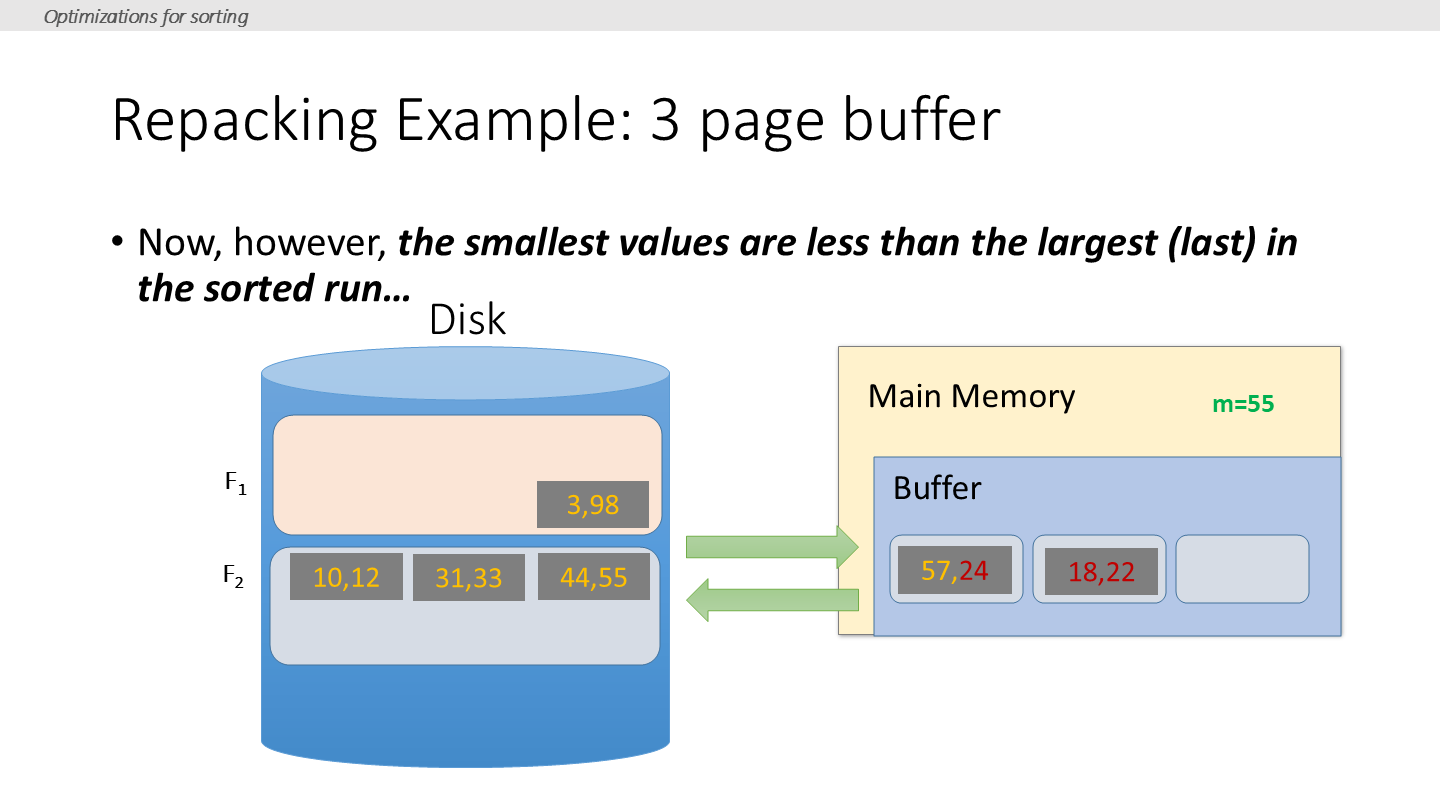 Optimizations for sorting
Repacking Example: 3 page buffer
• Now, however, the smallest values are less than the largest (last) in
the sorted run…
Disk
Main Memory
m=55
F1
3,98
Buffer
F2
10,12
31,33
44,55
57,24
18,22